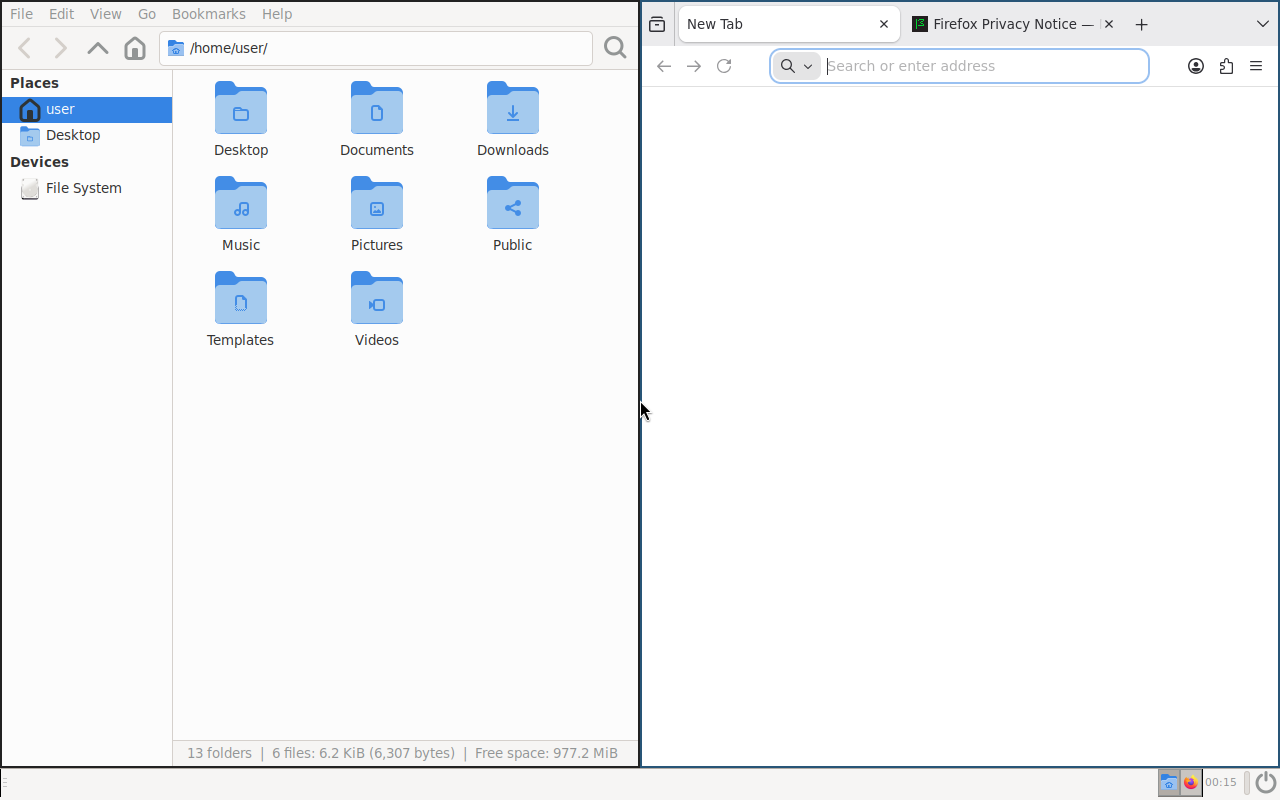 File Edit View Go Bookmarks Help
/home/user/
Places
user
Desktop
Devices
File System
Desktop Documents Downloads
Music Pictures Public
Templates Videos
13 folders | 6 files: 6.2 KiB (6,307 bytes) | Free space: 977.2 MiB
New Tab
Firefox Privacy Notice —
Search or enter address
00:15